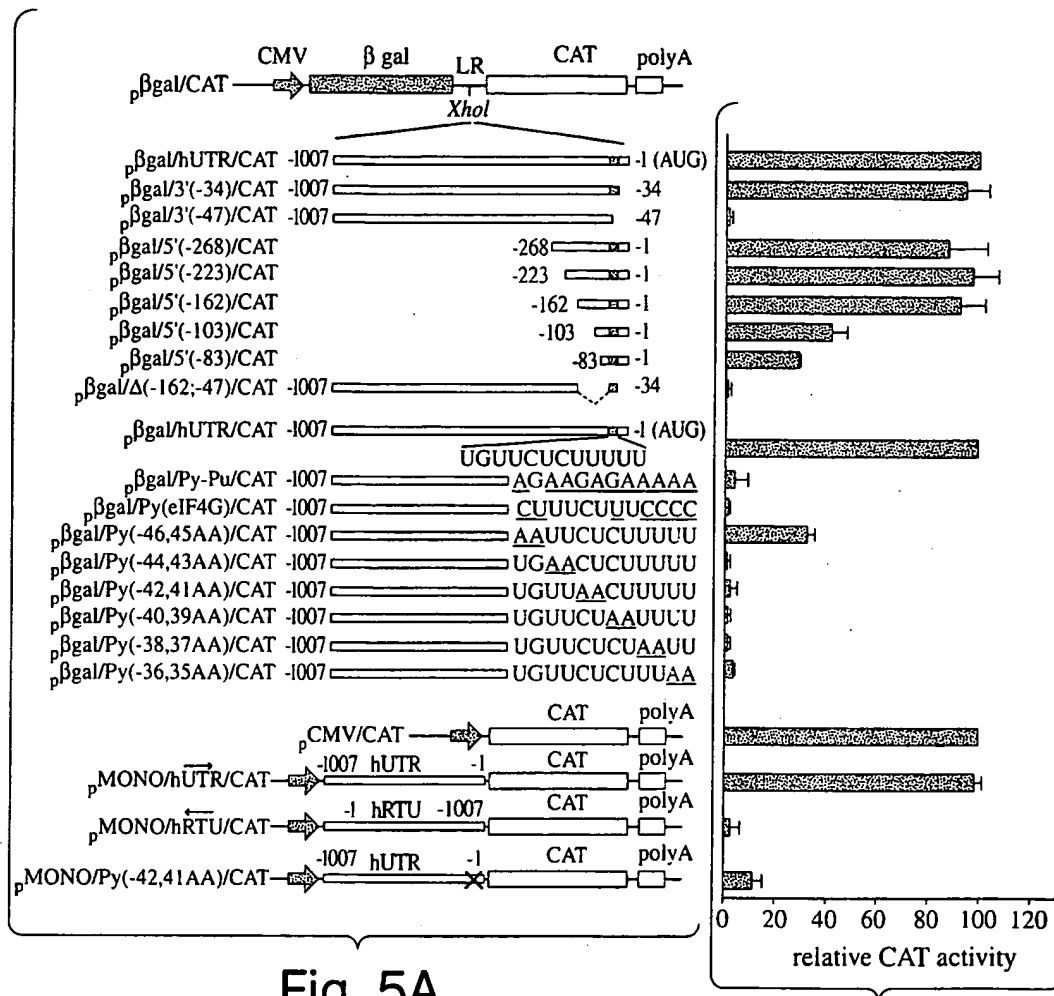 CMV β gal LR CAT polyA
pβgal/CAT
XhoI
pβgal/hUTR/CAT -1007 -1 (AUG)
pβgal/3'(-34)/CAT -1007 -34
pβgal/3'(-47)/CAT -1007 -47
pβgal/5'(-268)/CAT -268 -1
pβgal/5'(-223)/CAT -223 -1
pβgal/5'(-162)/CAT -162 -1
pβgal/5'(-103)/CAT -103 -1
pβgal/5'(-83)/CAT -83 -1
pβgal/Δ(-162;-47)/CAT -1007 -34
pβgal/hUTR/CAT -1007 -1 (AUG)
UGUUCUCUUUUU
pβgal/Py-Pu/CAT -1007 AGAAGAGAAAAA
pβgal/Py(eIF4G)/CAT -1007 CUUUCUUUCCCC
pβgal/Py(-46,45AA)/CAT -1007 AAUUCUCUUUUU
pβgal/Py(-44,43AA)/CAT -1007 UGAACUCUUUUU
pβgal/Py(-42,41AA)/CAT -1007 UGUUAACUUUUU
pβgal/Py(-40,39AA)/CAT -1007 UGUUCUAAUUUU
pβgal/Py(-38,37AA)/CAT -1007 UGUUCUCUAAUU
pβgal/Py(-36,35AA)/CAT -1007 UGUUCUCUUUAA
CAT polyA
pCMV/CAT
-1007 hUTR -1 CAT polyA
pMONO/hUTR/CAT
-1 hRTU -1007 CAT polyA
pMONO/hRTU/CAT
-1007 hUTR -1 CAT polyA
pMONO/Py(-42,41AA)/CAT
0 20 40 60 80 100 120
relative CAT activity
Fig. 5A